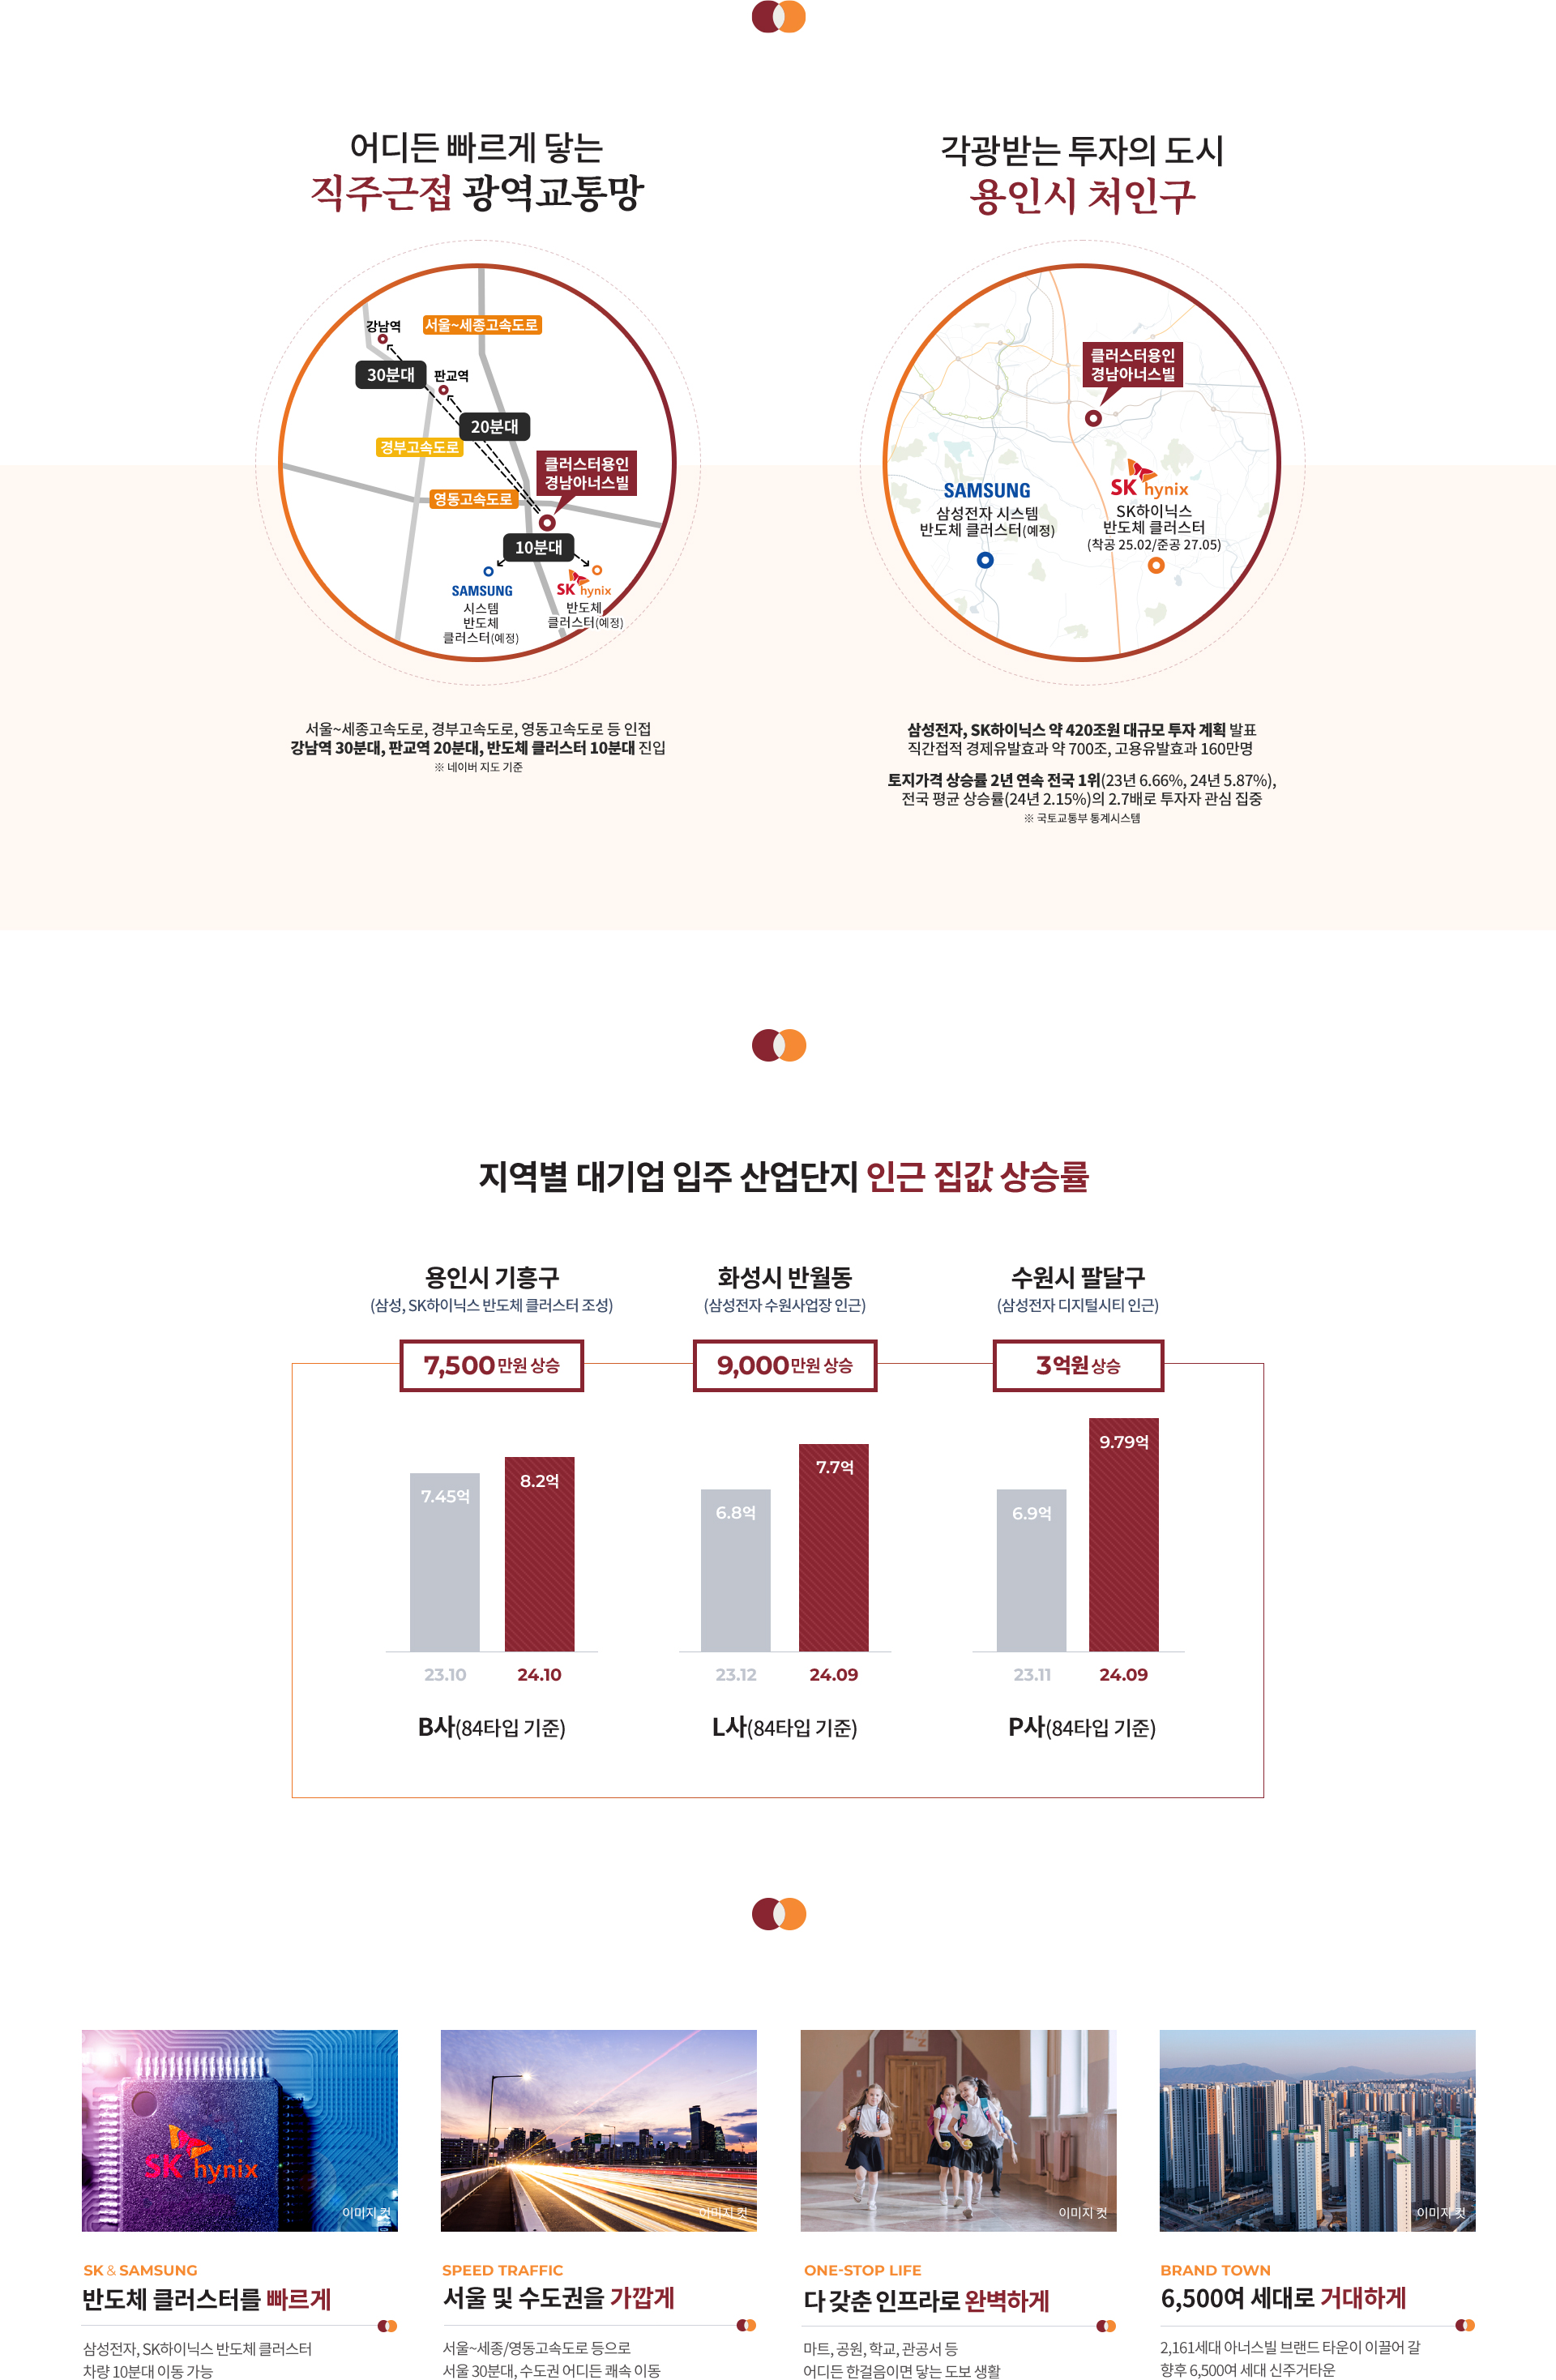 어디든 빠르게 닿는
직주근접 광역교통망
강남역
서울~세종고속도로
30분대
판교역
20분대
경부고속도로
클러스터용인
경남아너스빌
영동고속도로
10분대
SAMSUNG
시스템
반도체
클러스터(예정)
SK hynix
반도체
클러스터(예정)
서울~세종고속도로, 경부고속도로, 영동고속도로 등 인접
강남역 30분대, 판교역 20분대, 반도체 클러스터 10분대 진입
※ 네이버 지도 기준
각광받는 투자의 도시
용인시 처인구
클러스터용인
경남아너스빌
SAMSUNG
삼성전자 시스템
반도체 클러스터(예정)
SK hynix
SK하이닉스
반도체 클러스터
(착공 25.02/준공 27.05)
삼성전자, SK하이닉스 약 420조원 대규모 투자 계획 발표
직간접적 경제유발효과 약 700조, 고용유발효과 160만명
토지가격 상승률 2년 연속 전국 1위(23년 6.66%, 24년 5.87%),
전국 평균 상승률(24년 2.15%)의 2.7배로 투자자 관심 집중
※ 국토교통부 통계시스템
지역별 대기업 입주 산업단지 인근 집값 상승률
용인시 기흥구
(삼성, SK하이닉스 반도체 클러스터 조성)
7,500만원 상승
7.45억
8.2억
23.10
24.10
B사(84타입 기준)
화성시 반월동
(삼성전자 수원사업장 인근)
9,000만원 상승
6.8억
7.7억
23.12
24.09
L사(84타입 기준)
수원시 팔달구
(삼성전자 디지털시티 인근)
3억원 상승
6.9억
9.79억
23.11
24.09
P사(84타입 기준)
SK hynix
이미지 컷
SK & SAMSUNG
반도체 클러스터를 빠르게
삼성전자, SK하이닉스 반도체 클러스터
차량 10분대 이동 가능
이미지 컷
SPEED TRAFFIC
서울 및 수도권을 가깝게
서울~세종/영동고속도로 등으로
서울 30분대, 수도권 어디든 쾌속 이동
이미지 컷
ONE-STOP LIFE
다 갖춘 인프라로 완벽하게
마트, 공원, 학교, 관공서 등
어디든 한걸음이면 닿는 도보 생활
이미지 컷
BRAND TOWN
6,500여 세대로 거대하게
2,161세대 아너스빌 브랜드 타운이 이끌어 갈
향후 6,500여 세대 신주거타운